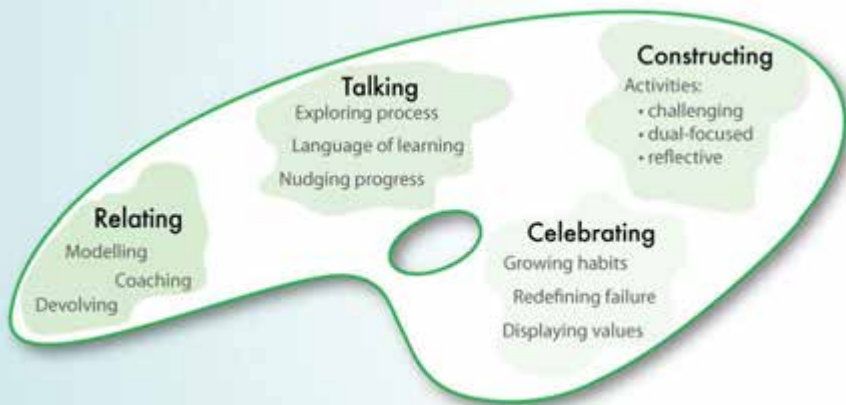 Relating
Modelling
Coaching
Devolving
Talking
Exploring process
Language of learning
Nudging progress
Constructing
Activities:
• challenging
• dual-focused
• reflective
Celebrating
Growing habits
Redefining failure
Displaying values